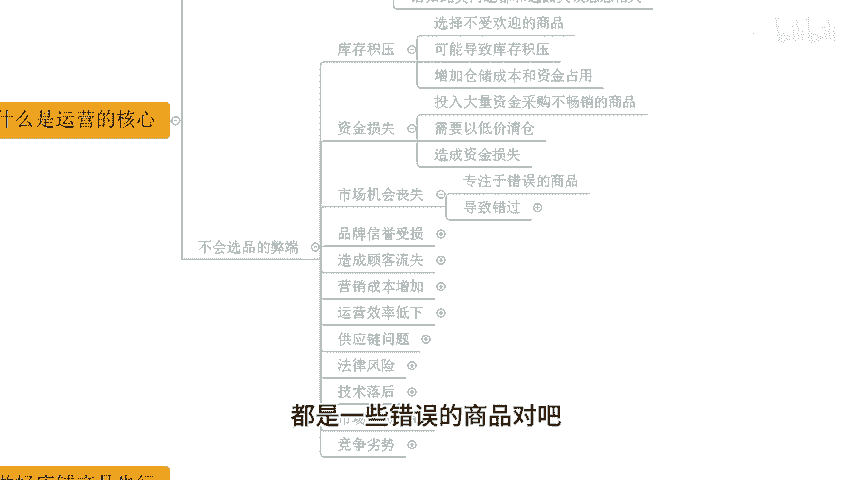 选择不受欢迎的商品
库存积压
可能导致库存积压
增加仓储成本和资金占用
投入大量资金采购不畅销的商品
什么是运营的核心
资金损失
需要以低价清仓
造成资金损失
专注于错误的商品
市场机会丧失
导致错过
品牌信誉受损
不会选品的弊端
造成顾客流失
营销成本增加
运营效率低下
供应链问题
法律风险
技术落后
都是一些错误的商品对吧
竞争劣势
bilibili